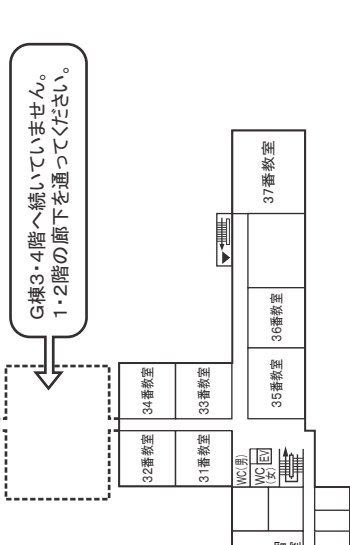 G棟3・4階へ続いていません。
1・2階の廊下を通ってください。
37番教室
36番教室
35番教室
34番教室
33番教室
32番教室
31番教室
WC(男)
WC(女)
EV